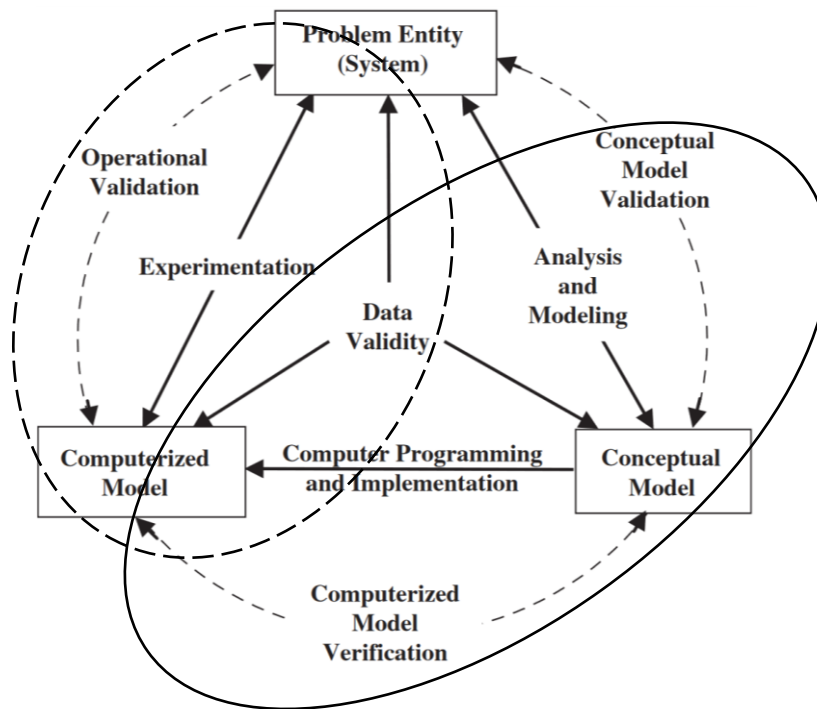 Problem Entity
(System)
Operational
Validation
Conceptual
Model
Validation
Experimentation
Analysis
and
Modeling
Data
Validity
Computerized
Model
Computer Programming
and Implementation
Conceptual
Model
Computerized
Model
Verification